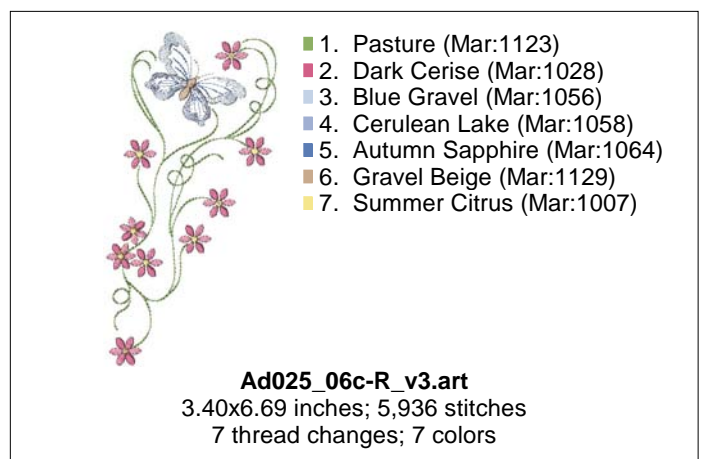 1. Pasture (Mar:1123)
2. Dark Cerise (Mar:1028)
3. Blue Gravel (Mar:1056)
4. Cerulean Lake (Mar:1058)
5. Autumn Sapphire (Mar:1064)
6. Gravel Beige (Mar:1129)
7. Summer Citrus (Mar:1007)
Ad025_06c-R_v3.art
3.40x6.69 inches; 5,936 stitches
7 thread changes; 7 colors